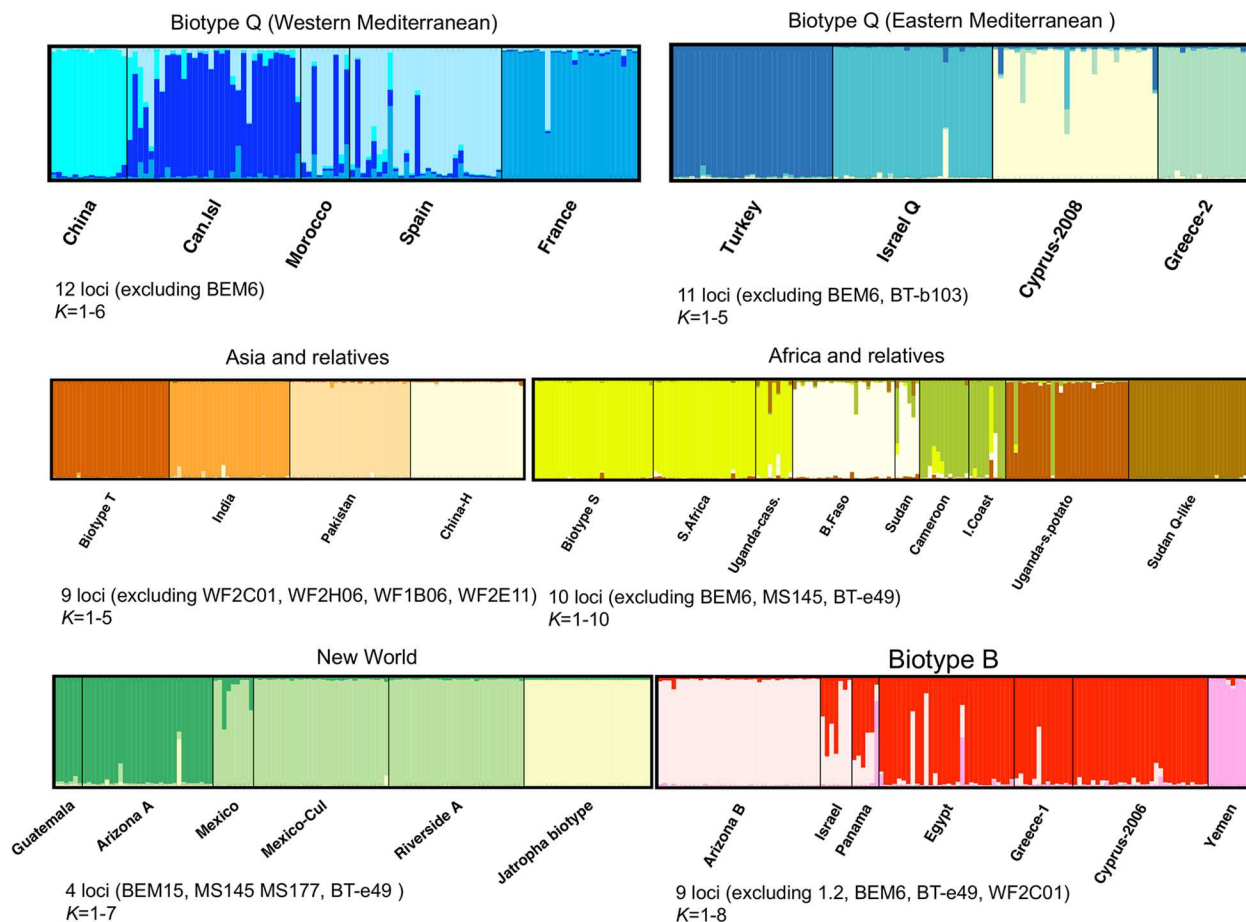 Biotype Q (Western Mediterranean)
China
Can.Isl
Morocco
Spain
France
12 loci (excluding BEM6)
K=1-6
Biotype Q (Eastern Mediterranean )
Turkey
Israel Q
Cyprus-2008
Greece-2
11 loci (excluding BEM6, BT-b103)
K=1-5
Asia and relatives
Biotype T
India
Pakistan
China-H
9 loci (excluding WF2C01, WF2H06, WF1B06, WF2E11)
K=1-5
Africa and relatives
Biotype S
S.Africa
Uganda-cass.
B.Faso
Sudan
Cameroon
I.Coast
Uganda-s.potato
Sudan Q-like
10 loci (excluding BEM6, MS145, BT-e49)
K=1-10
New World
Guatemala
Arizona A
Mexico
Mexico-Cul
Riverside A
Jatropha biotype
4 loci (BEM15, MS145 MS177, BT-e49 )
K=1-7
Biotype B
Arizona B
Israel
Panama
Egypt
Greece-1
Cyprus-2006
Yemen
9 loci (excluding 1.2, BEM6, BT-e49, WF2C01)
K=1-8